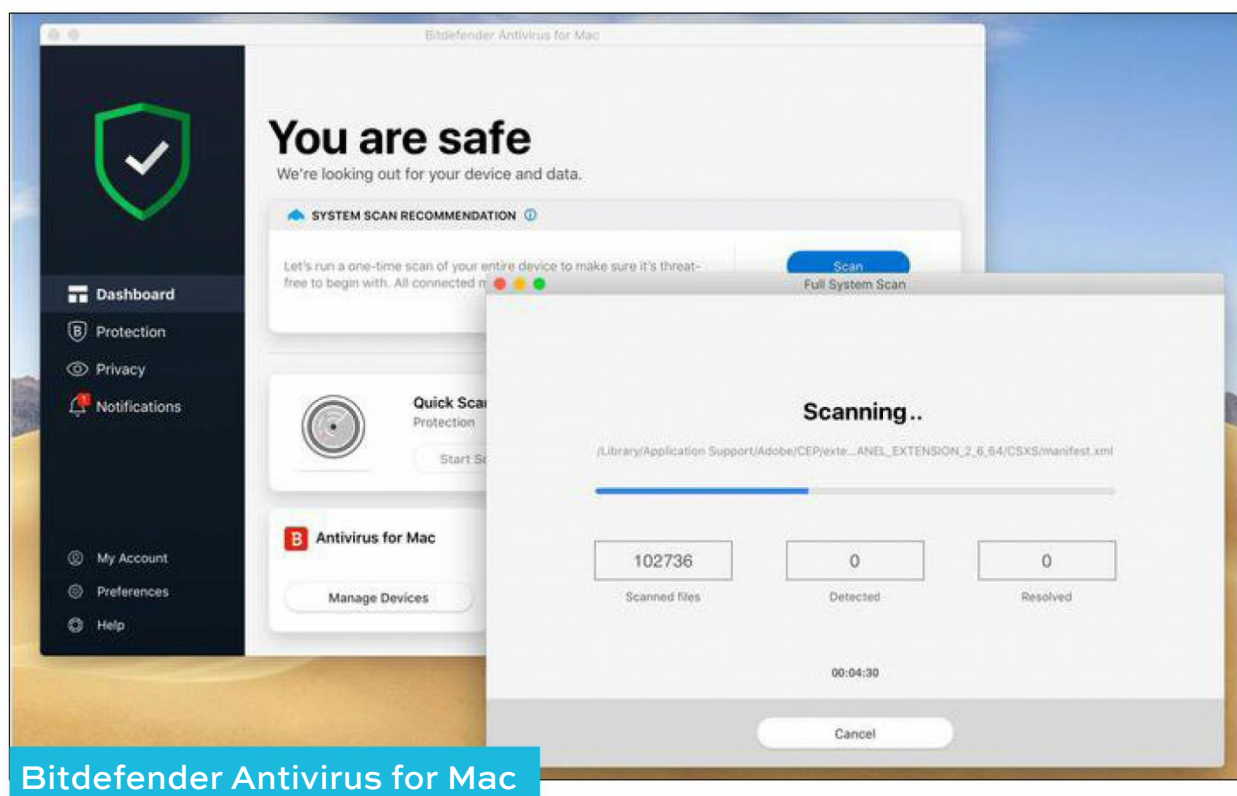 Bitdefender Antivirus for Mac
You are safe
We're looking out for your device and data.
SYSTEM SCAN RECOMMENDATION
Let's run a one-time scan of your entire device to make sure it's threat-
free to begin with. All connected
Scan
Dashboard
Protection
Privacy
Notifications
1
My Account
Preferences
Help
Quick Scan
Protection
Start
B Antivirus for Mac
Manage Devices
Full System Scan
Scanning..
/Library/Application Support/Adobe/CEP/exte...ANEL_EXTENSION_2_6_64/CSXS/manifest.xml
102736 0 0
Scanned files Detected Resolved
00:04:30
Cancel
Bitdefender Antivirus for Mac